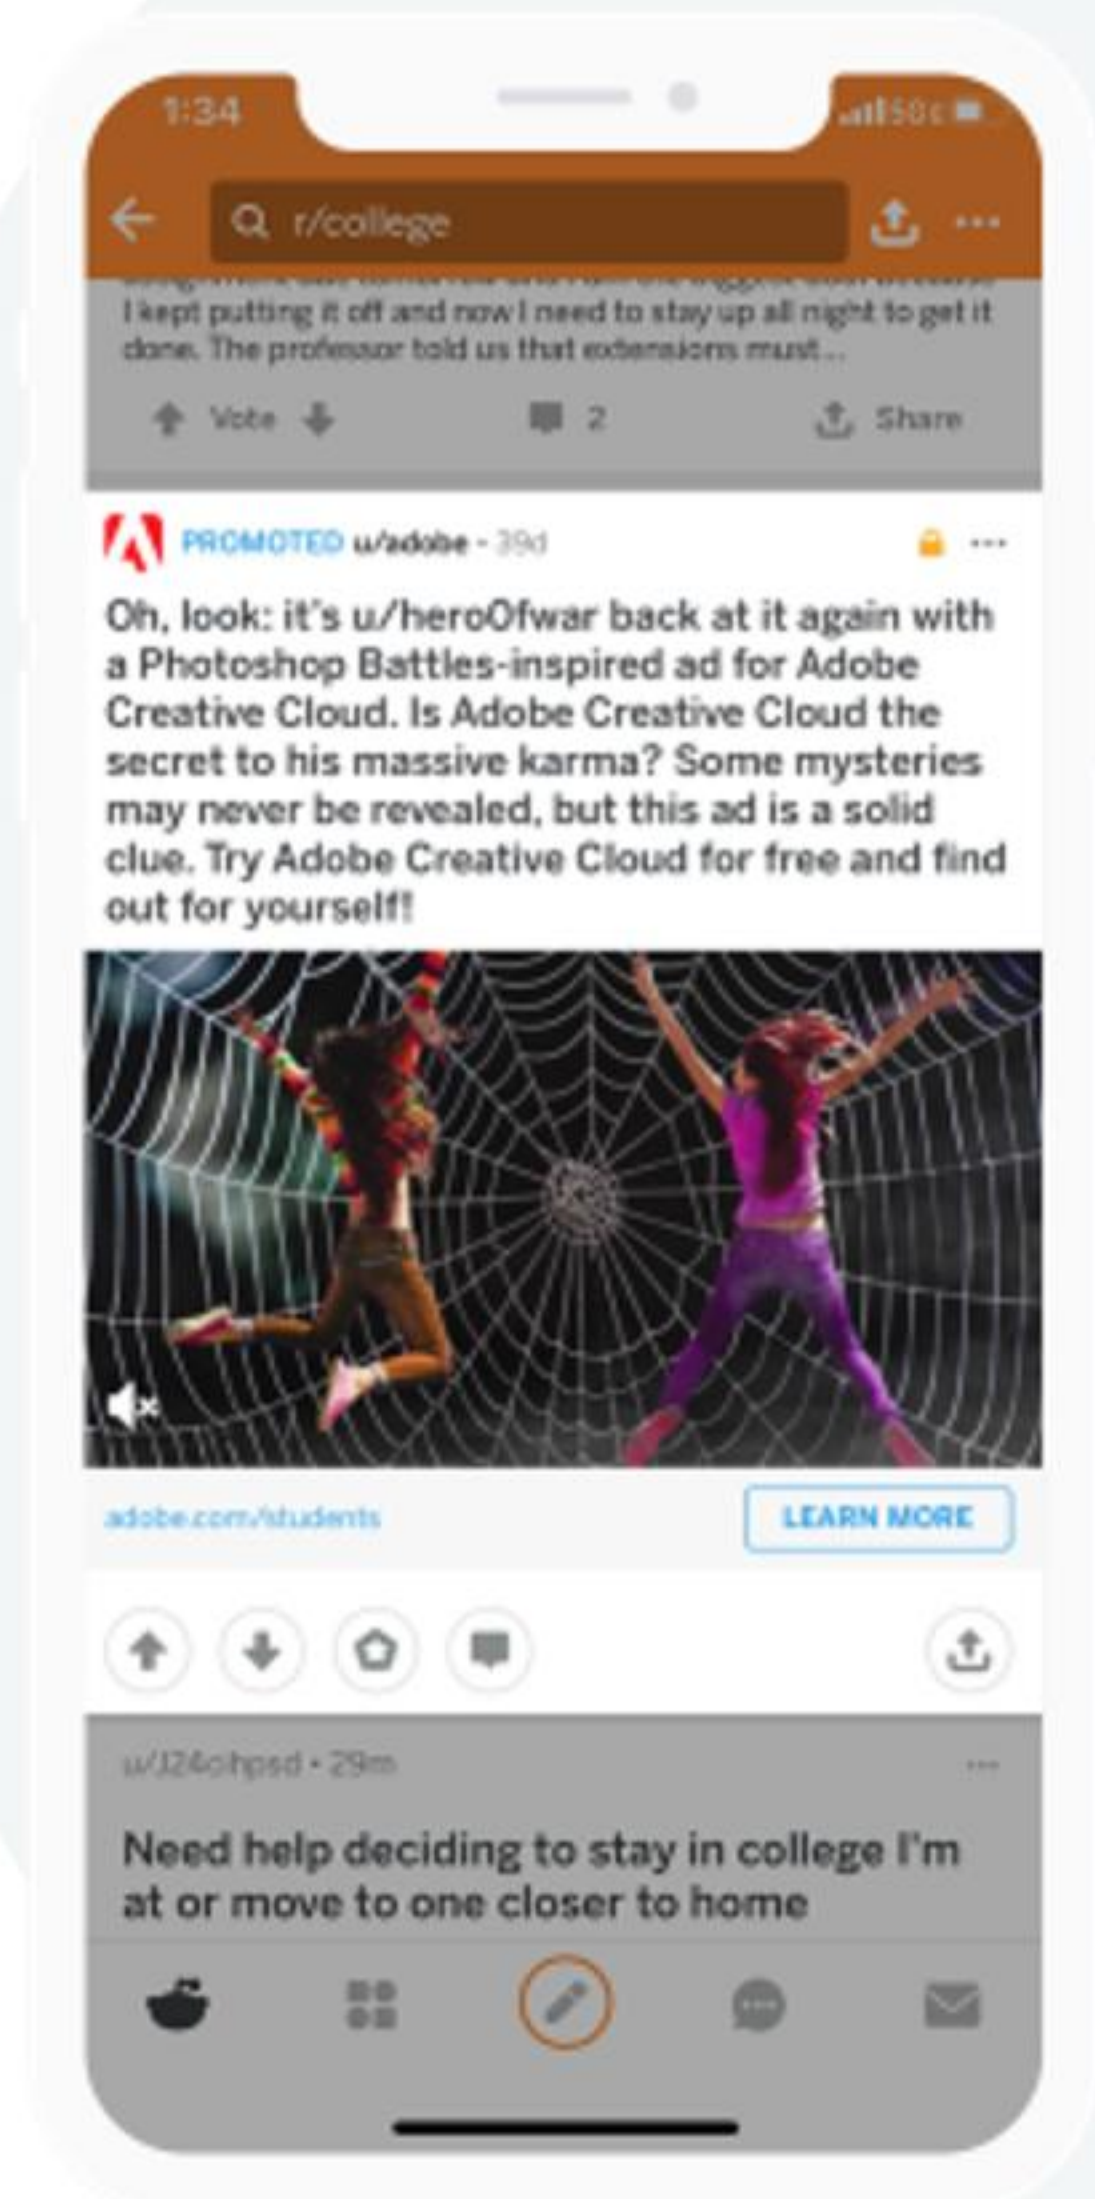 1:34
r/college
I kept putting it off and now I need to stay up all night to get it
done. The professor told us that extensions must...
Vote
2
Share
PROMOTED u/adobe • 39d
Oh, look: it's u/hero0fwar back at it again with
a Photoshop Battles-inspired ad for Adobe
Creative Cloud. Is Adobe Creative Cloud the
secret to his massive karma? Some mysteries
may never be revealed, but this ad is a solid
clue. Try Adobe Creative Cloud for free and find
out for yourself!
adobe.com/students
LEARN MORE
• 29m
Need help deciding to stay in college I'm
at or move to one closer to home